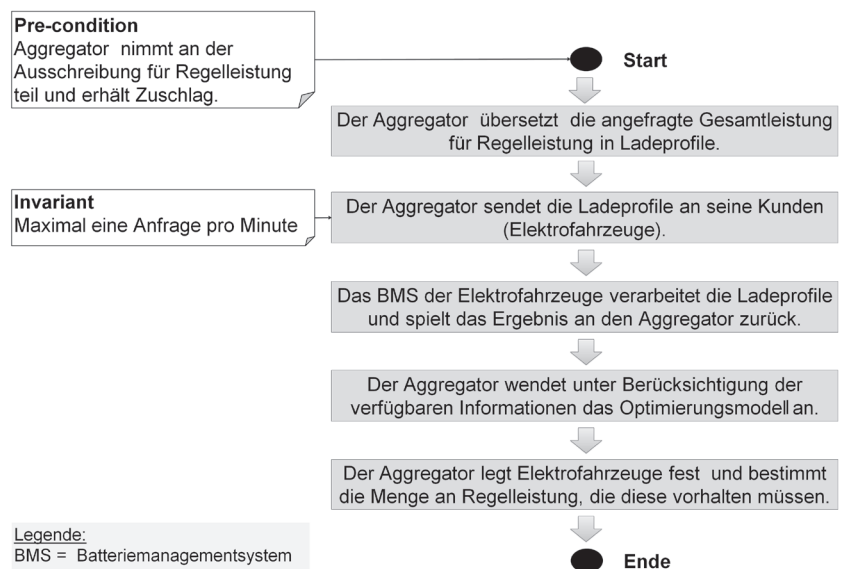 Pre-condition
Aggregator nimmt an der
Ausschreibung für Regelleistung
teil und erhält Zuschlag.
Start
Der Aggregator übersetzt die angefragte Gesamtleistung
für Regelleistung in Ladeprofile.
Invariant
Maximal eine Anfrage pro Minute
Der Aggregator sendet die Ladeprofile an seine Kunden
(Elektrofahrzeuge).
Das BMS der Elektrofahrzeuge verarbeitet die Ladeprofile
und spielt das Ergebnis an den Aggregator zurück.
Der Aggregator wendet unter Berücksichtigung der
verfügbaren Informationen das Optimierungsmodell an.
Der Aggregator legt Elektrofahrzeuge fest und bestimmt
die Menge an Regelleistung, die diese vorhalten müssen.
Legende:
BMS = Batteriemanagementsystem
Ende